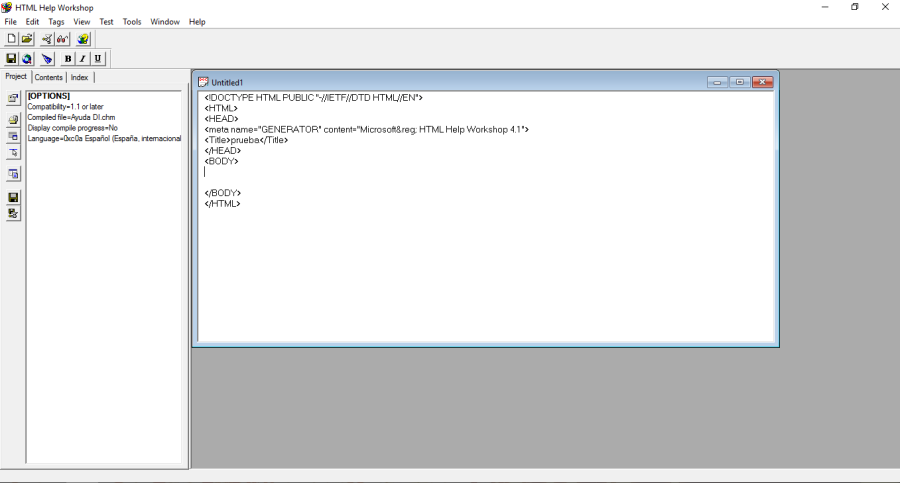 HTML Help Workshop
File Edit Tags View Test Tools Window Help
B I U
Project Contents Index
[OPTIONS]
Compatibility=1.1 or later
Compiled file=Ayuda DI.chm
Display compile progress=No
Language=0xc0a Español (España, internacional
Untitled1
<!DOCTYPE HTML PUBLIC "-//IETF//DTD HTML//EN">
<HTML>
<HEAD>
<meta name="GENERATOR" content="Microsoft&reg; HTML Help Workshop 4.1">
<Title>prueba</Title>
</HEAD>
<BODY>
</BODY>
</HTML>